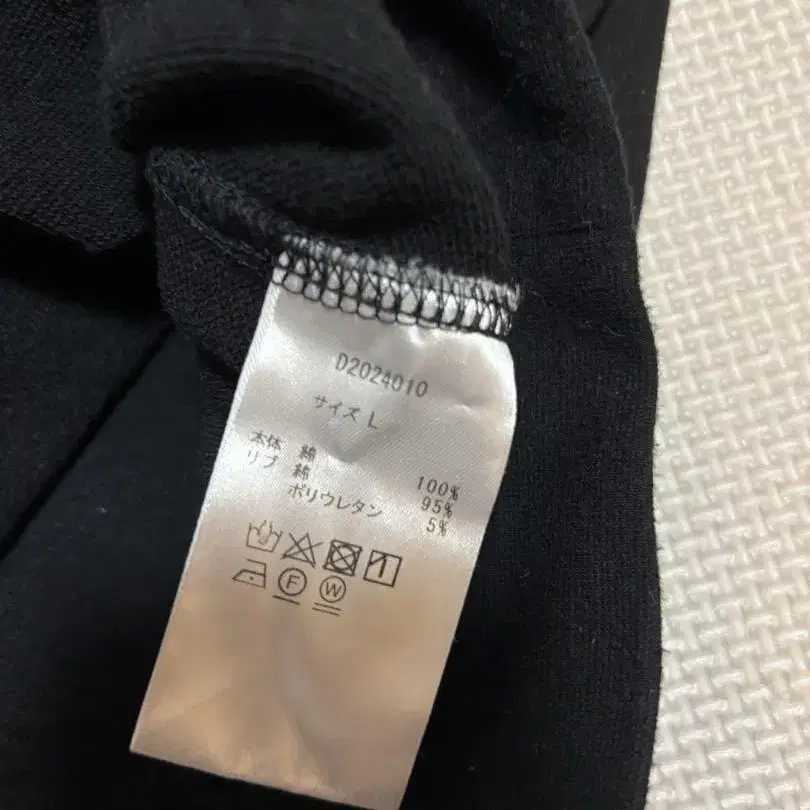 D2024010
サイズ L
本体 綿 100%
リブ 綿 95%
ポリウレタン 5%
F W